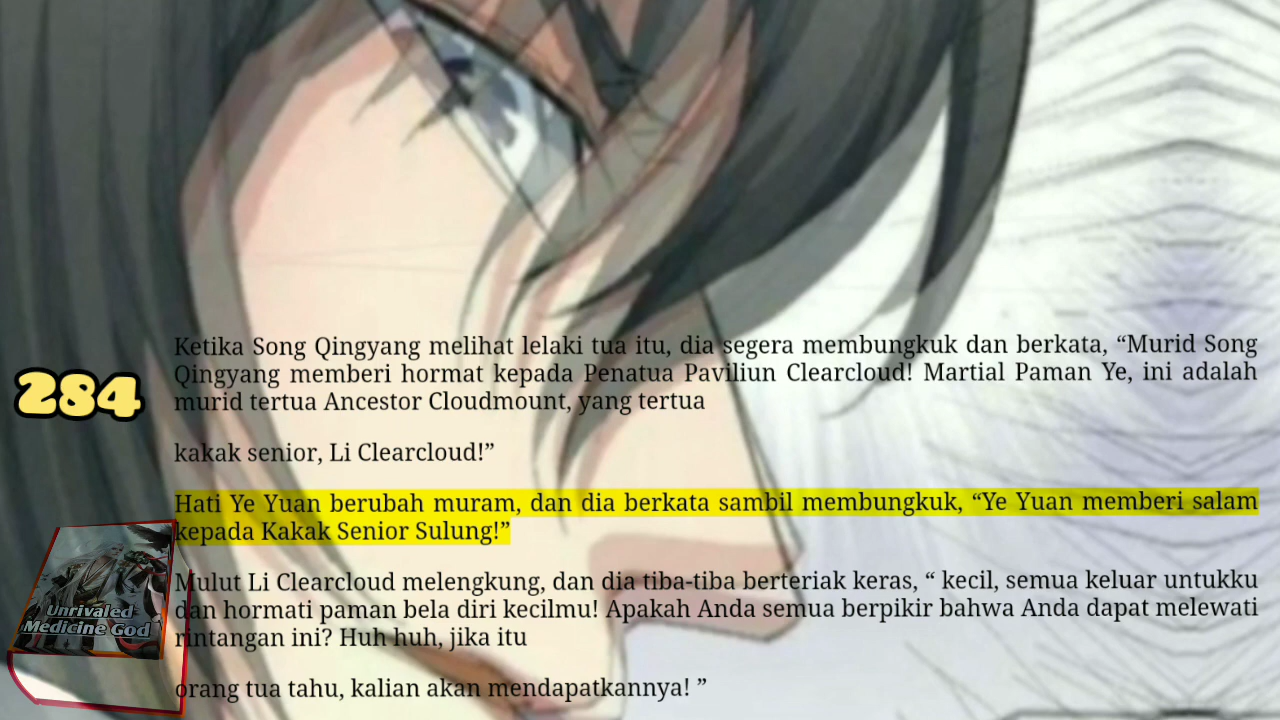 Ketika Song Qingyang melihat lelaki tua itu, dia segera membungkuk dan berkata, “Murid Song
Qingyang memberi hormat kepada Penatua Paviliun Clearcloud! Martial Paman Ye, ini adalah
murid tertua Ancestor Cloudmount, yang tertua
284
kakak senior, Li Clearcloud!”
Hati Ye Yuan berubah muram, dan dia berkata sambil membungkuk, “Ye Yuan memberi salam
kepada Kakak Senior Sulung!”
Mulut Li Clearcloud melengkung, dan dia tiba-tiba berteriak keras, “ kecil, semua keluar untukku
dan hormati paman bela diri kecilmu! Apakah Anda semua berpikir bahwa Anda dapat melewati
rintangan ini? Huh huh, jika itu
orang tua tahu, kalian akan mendapatkannya! ”
Unrivaled
Medicine God